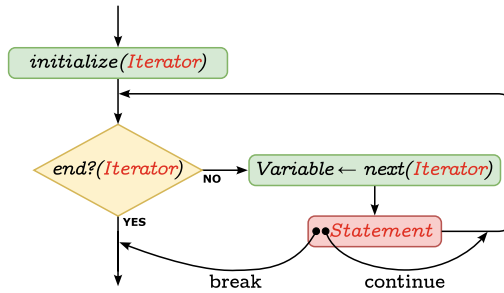 initialize(Iterator)
end?(Iterator)
NO
Variable ← next(Iterator)
YES
Statement
break
continue